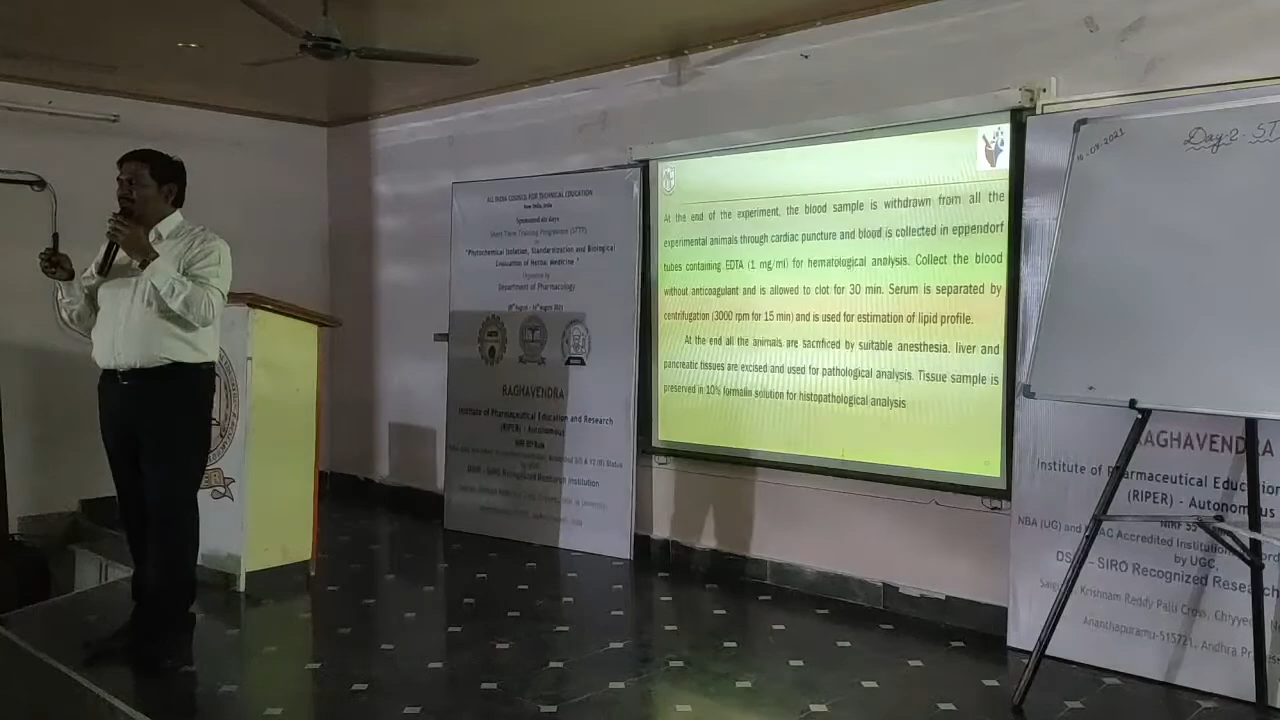 ALL INDIA COUNCIL FOR TECHNICAL EDUCATION
New Delhi, India
Sponsored six days
Short Term Training Programme (STTP)
"Phytochemical Isolation, Standardization and Biological
Evaluation of Herbal Medicine "
Organized by
Department of Pharmacology
RAGHAVENDRA
Institute of Pharmaceutical Education and Research
(RIPER) - Autonomous
DSIR - SIRO Recognized Research Institution
At the end of the experiment, the blood sample is withdrawn from all the
experimental animals through cardiac puncture and blood is collected in eppendorf
tubes containing EDTA (1 mg/ml) for hematological analysis. Collect the blood
without anticoagulant and is allowed to clot for 30 min. Serum is separated by
centrifugation (3000 rpm for 15 min) and is used for estimation of lipid profile.
At the end all the animals are sacrificed by suitable anesthesia. liver and
pancreatic tissues are excised and used for pathological analysis. Tissue sample is
preserved in 10% formalin solution for histopathological analysis
Day-2- ST
RAGHAVENDRA
Institute of Pharmaceutical Educa
(RIPER) - Autonomous
NBA (UG) and Accredited Institution
by UGC,
SIRO Recognized Researc
Krishnam Reddy Palli Cross,
Ananthapuramu-515721, Andhra